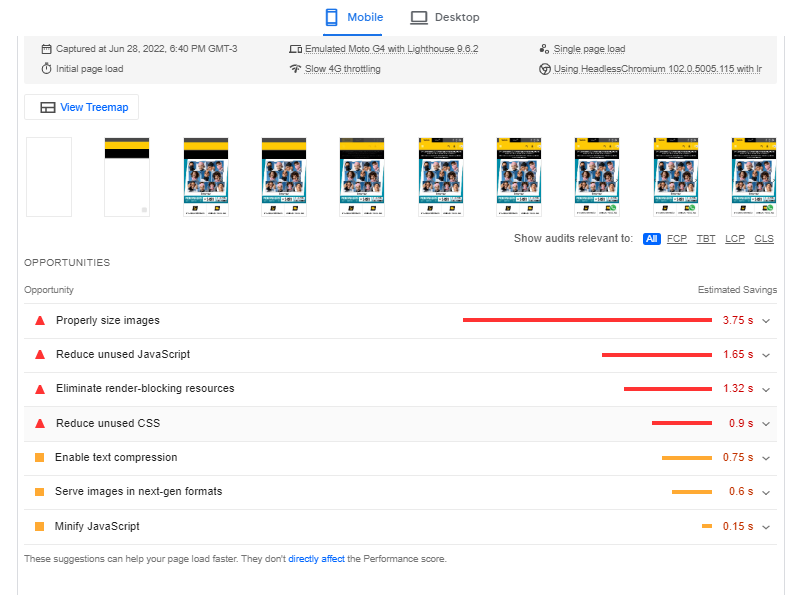 Mobile
Desktop
Captured at Jun 28, 2022, 6:40 PM GMT-3
Emulated Moto G4 with Lighthouse 9.6.2
Single page load
Initial page load
Slow 4G throttling
Using HeadlessChromium 102.0.5005.115 with lr
View Treemap
Show audits relevant to: All FCP TBT LCP CLS
OPPORTUNITIES
Opportunity
Estimated Savings
Properly size images 3.75 s
Reduce unused JavaScript 1.65 s
Eliminate render-blocking resources 1.32 s
Reduce unused CSS 0.9 s
Enable text compression 0.75 s
Serve images in next-gen formats 0.6 s
Minify JavaScript 0.15 s
These suggestions can help your page load faster. They don't directly affect the Performance score.